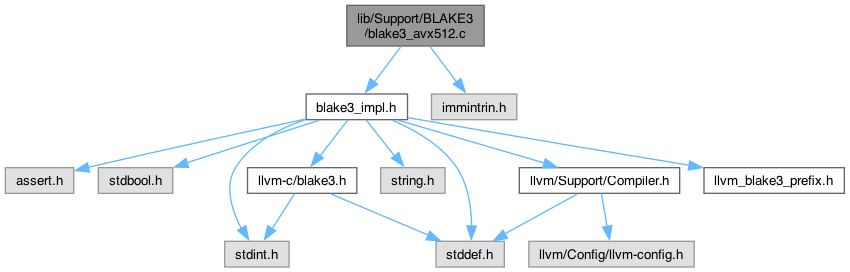 lib/Support/BLAKE3
/blake3_avx512.c
blake3_impl.h
immintrin.h
assert.h
stdbool.h
llvm-c/blake3.h
string.h
llvm/Support/Compiler.h
llvm_blake3_prefix.h
stdint.h
stddef.h
llvm/Config/llvm-config.h